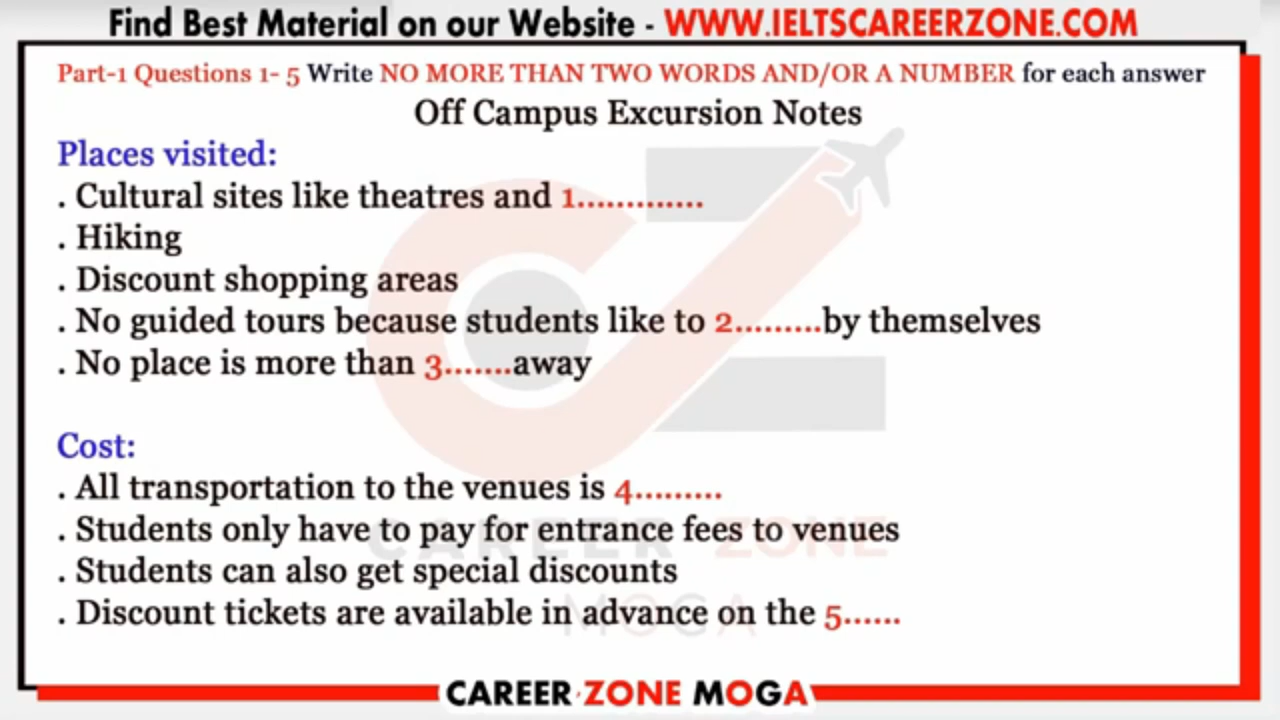 Find Best Material on our Website - WWW.IELTSCAREERZONE.COM
Part-1 Questions 1- 5 Write NO MORE THAN TWO WORDS AND/OR A NUMBER for each answer
Off Campus Excursion Notes
Places visited:
. Cultural sites like theatres and 1.............
. Hiking
. Discount shopping areas
. No guided tours because students like to 2.........by themselves
. No place is more than 3.......away
Cost:
. All transportation to the venues is 4.........
. Students only have to pay for entrance fees to venues
. Students can also get special discounts
. Discount tickets are available in advance on the 5......
CAREER ZONE
MOGA
CAREER ZONE MOGA